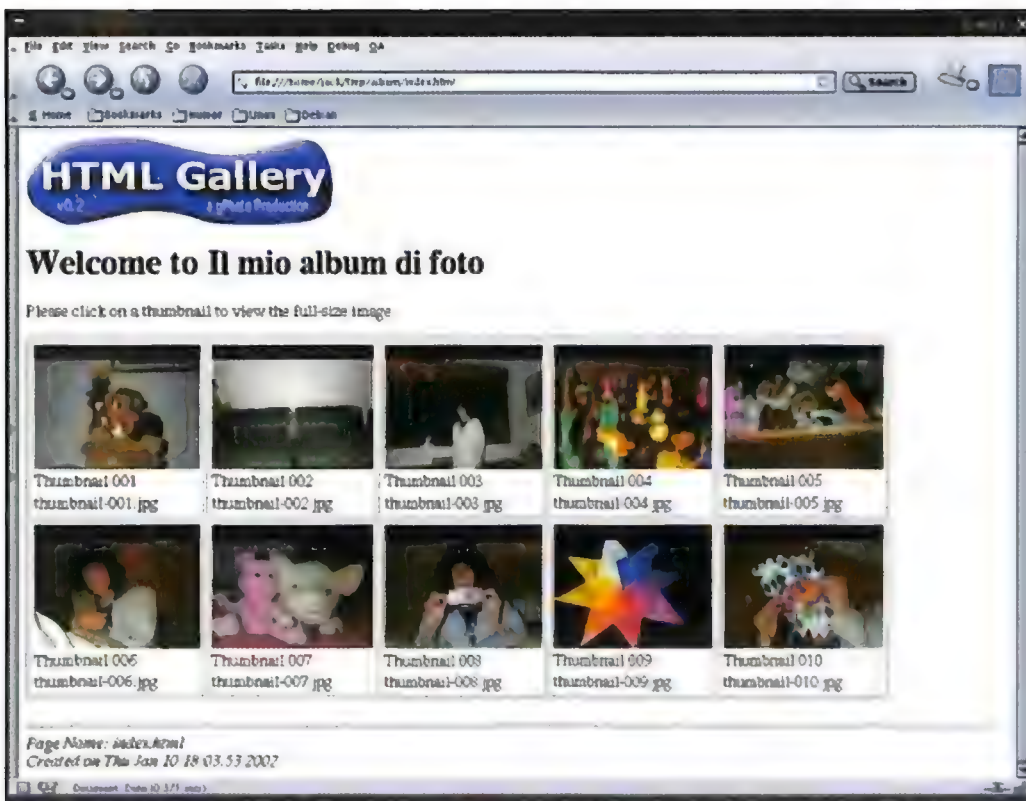 File Edit View Search Go Bookmarks Tasks Help Debug QA
Search
Home Bookmarks Humor Linux Debian
HTML Gallery
v0.2 a gPhoto Production
Welcome to Il mio album di foto
Please click on a thumbnail to view the full-size image
Thumbnail 001 Thumbnail 002 Thumbnail 003 Thumbnail 004 Thumbnail 005
thumbnail-001.jpg thumbnail-002.jpg thumbnail-003.jpg thumbnail-004.jpg thumbnail-005.jpg
Thumbnail 006 Thumbnail 007 Thumbnail 008 Thumbnail 009 Thumbnail 010
thumbnail-006.jpg thumbnail-007.jpg thumbnail-008.jpg thumbnail-009.jpg thumbnail-010.jpg
Page Name: index.html
Created on Thu Jan 10 18:03:53 2002
Document: Done